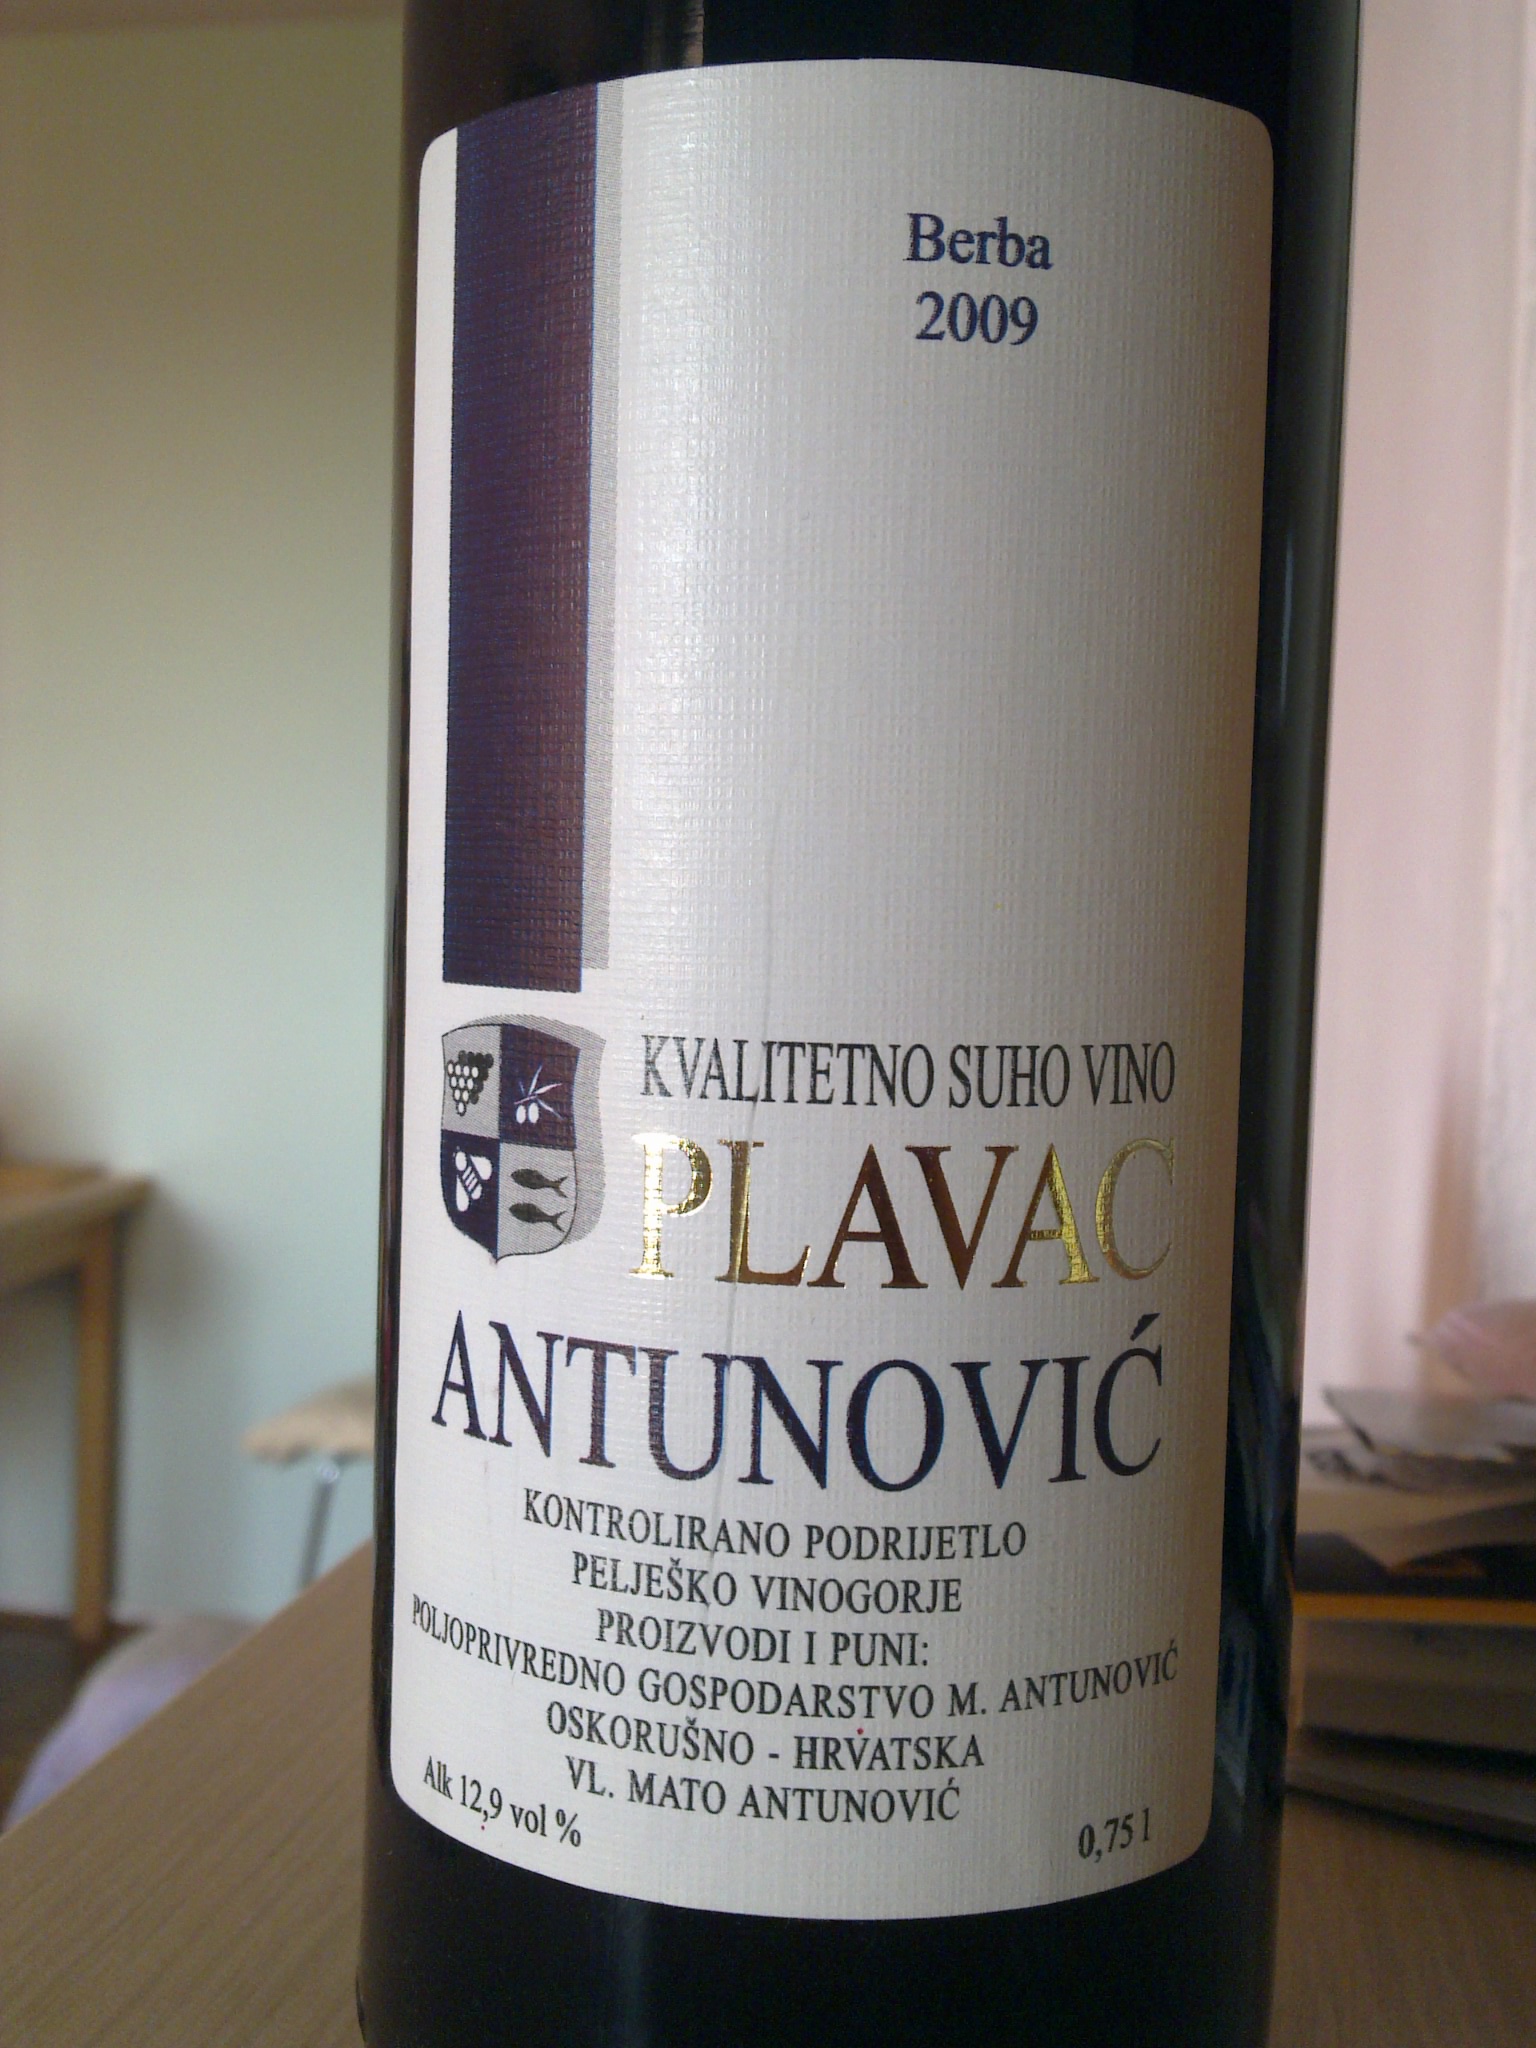 Berba
2009
KVALITETNO SUHO VINO
PLAVAC
ANTUNOVIĆ
KONTROLIRANO PODRIJETLO
PELJEŠKO VINOGORJE
PROIZVODI I PUNI:
POLJOPRIVREDNO GOSPODARSTVO M. ANTUNOVIĆ
OSKORUŠNO - HRVATSKA
VL. MATO ANTUNOVIĆ
Alk 12,9 vol %
0,75 l